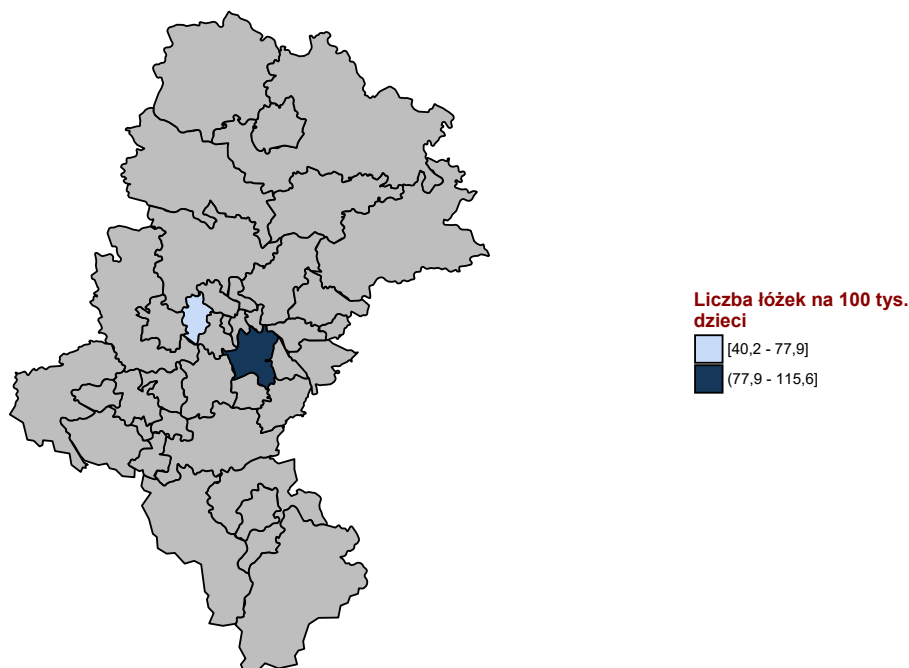 Liczba łóżek na 100 tys.
dzieci
[40,2 - 77,9]
(77,9 - 115,6]